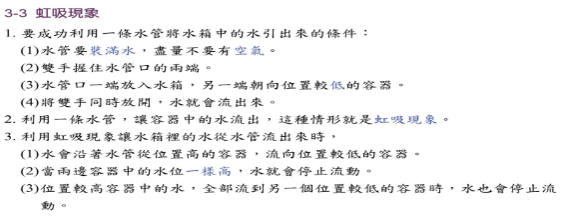 3-3 虹吸現象
1. 要成功利用一條水管將水箱中的水引出來的條件：
(1)水管要裝滿水，盡量不要有空氣。
(2)雙手握住水管口的兩端。
(3)水管口一端放入水箱，另一端朝向位置較低的容器。
(4)將雙手同時放開，水就會流出來。
2. 利用一條水管，讓容器中的水流出，這種情形就是虹吸現象。
3. 利用虹吸現象讓水箱裡的水從水管流出來時，
(1)水會沿著水管從位置高的容器，流向位置較低的容器。
(2)當兩邊容器中的水位一樣高，水就會停止流動。
(3)位置較高容器中的水，全部流到另一個位置較低的容器時，水也會停止流
動。